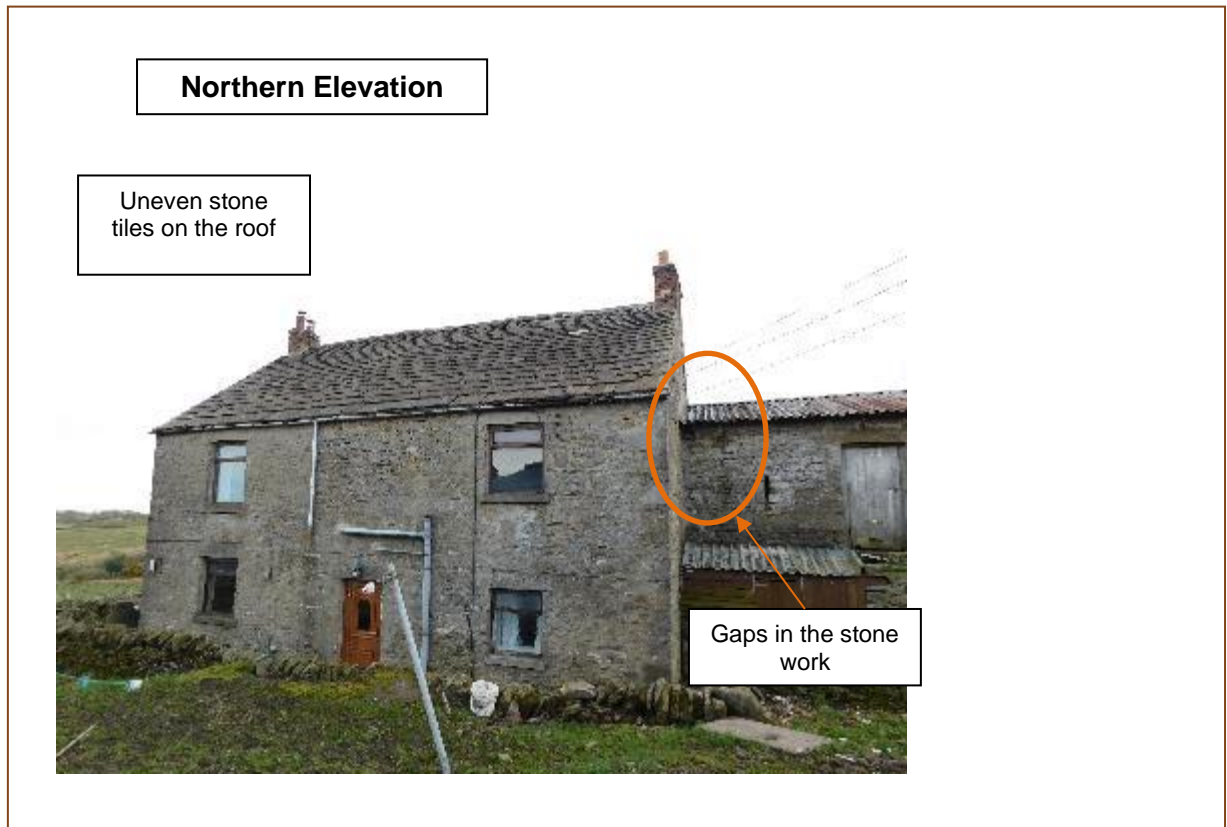 Northern Elevation
Uneven stone
tiles on the roof
Gaps in the stone
work